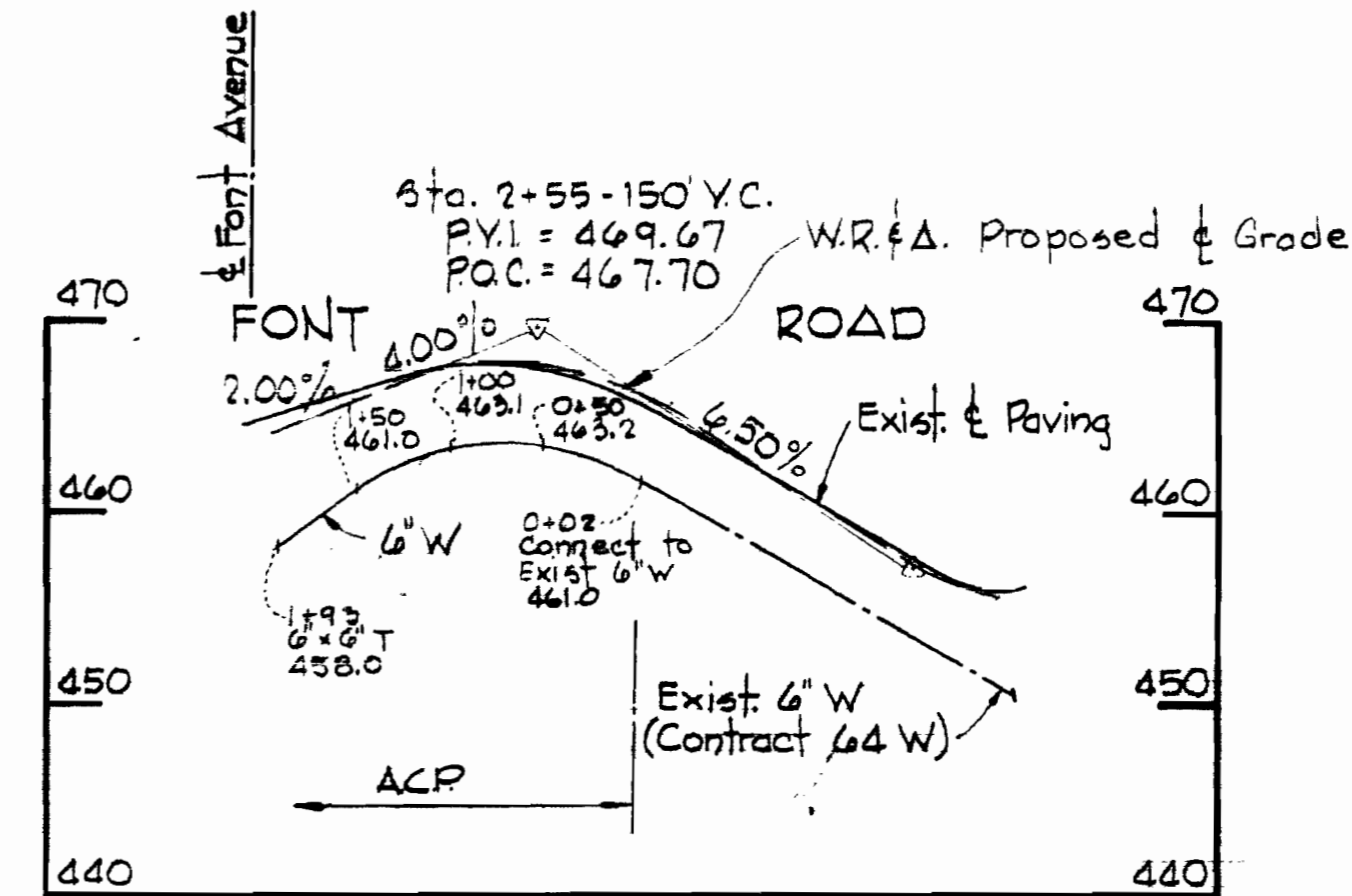 ℄ Font Avenue
Sta. 2+55-150' V.C.
P.V.I. = 469.67
P.O.C. = 467.70
W.R.&A. Proposed ℄ Grade
470
FONT
ROAD
470
2.00%
4.00%
1+00
463.1
1+50
461.0
0+50
463.2
6.50%
Exist. ℄ Paving
460
460
6" W
0+02
Connect to
Exist 6" W
461.0
1+93
6" x 6" T
458.0
450
450
Exist. 6" W
(Contract 64 W)
A.C.P.
440
440